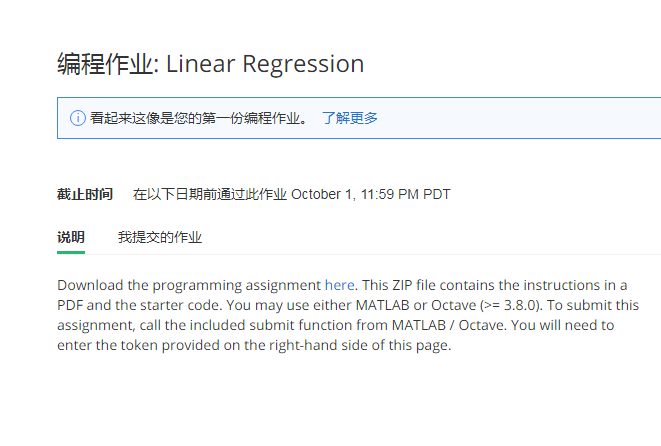 编程作业: Linear Regression
看起来这像是您的第一份编程作业。 了解更多
截止时间 在以下日期前通过此作业 October 1, 11:59 PM PDT
说明 我提交的作业
Download the programming assignment here. This ZIP file contains the instructions in a
PDF and the starter code. You may use either MATLAB or Octave (>= 3.8.0). To submit this
assignment, call the included submit function from MATLAB / Octave. You will need to
enter the token provided on the right-hand side of this page.